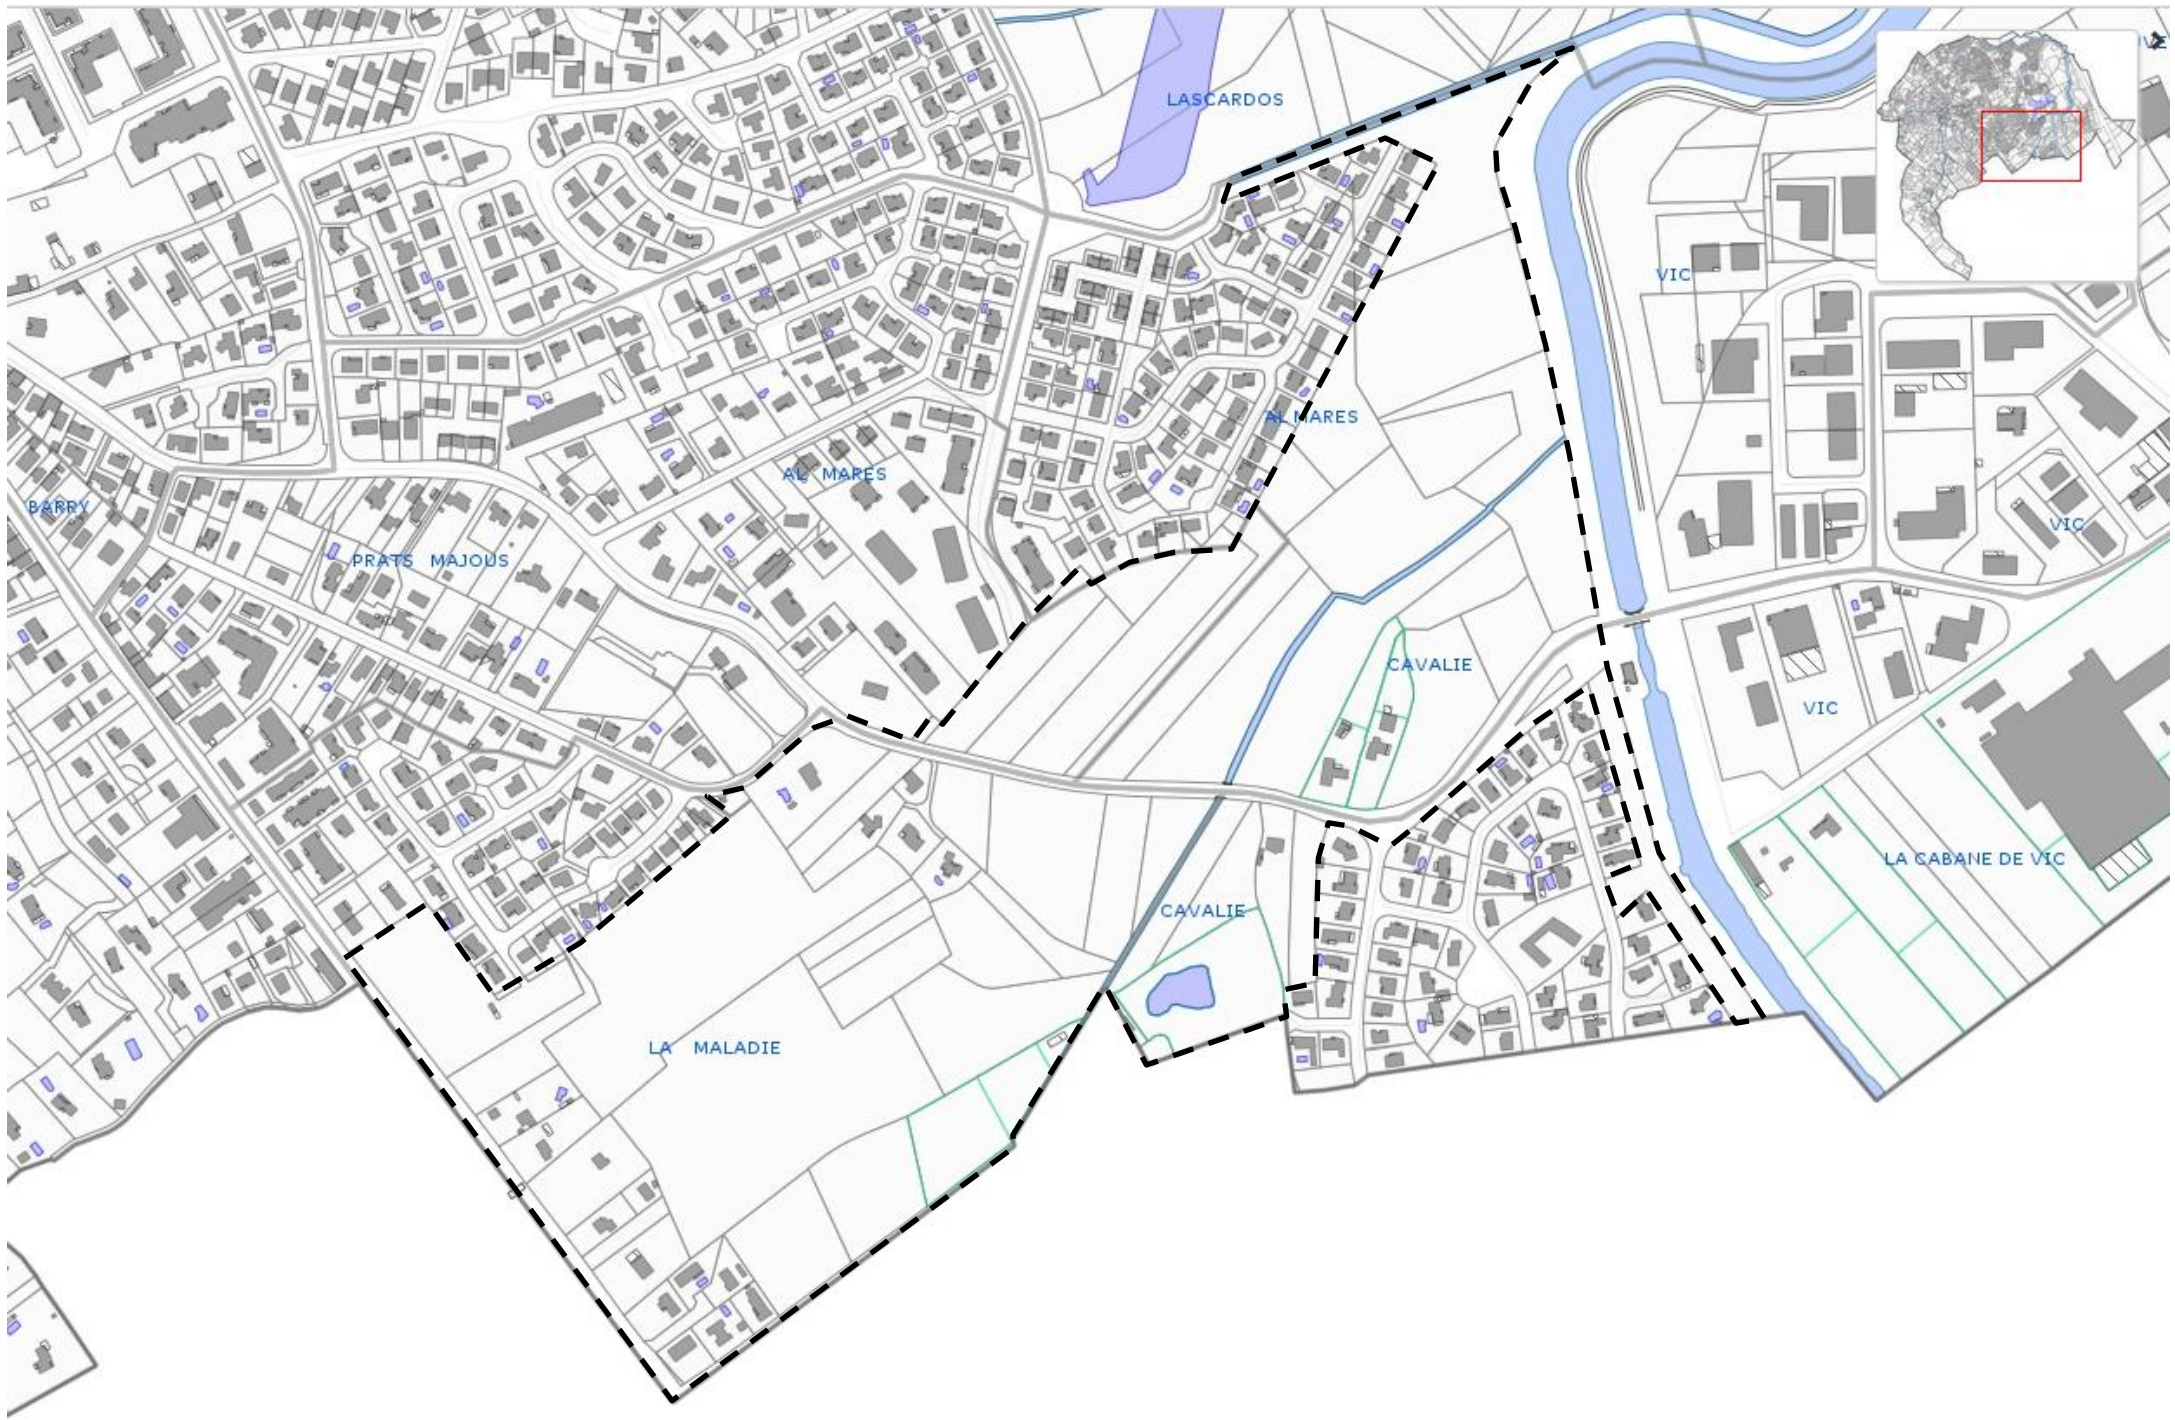 LASCARDOS
VIC
AL MARES
AL MARES
BARRY
PRATS MAJOUS
VIC
CAVALIE
VIC
LA CABANE DE VIC
CAVALIE
LA MALADIE